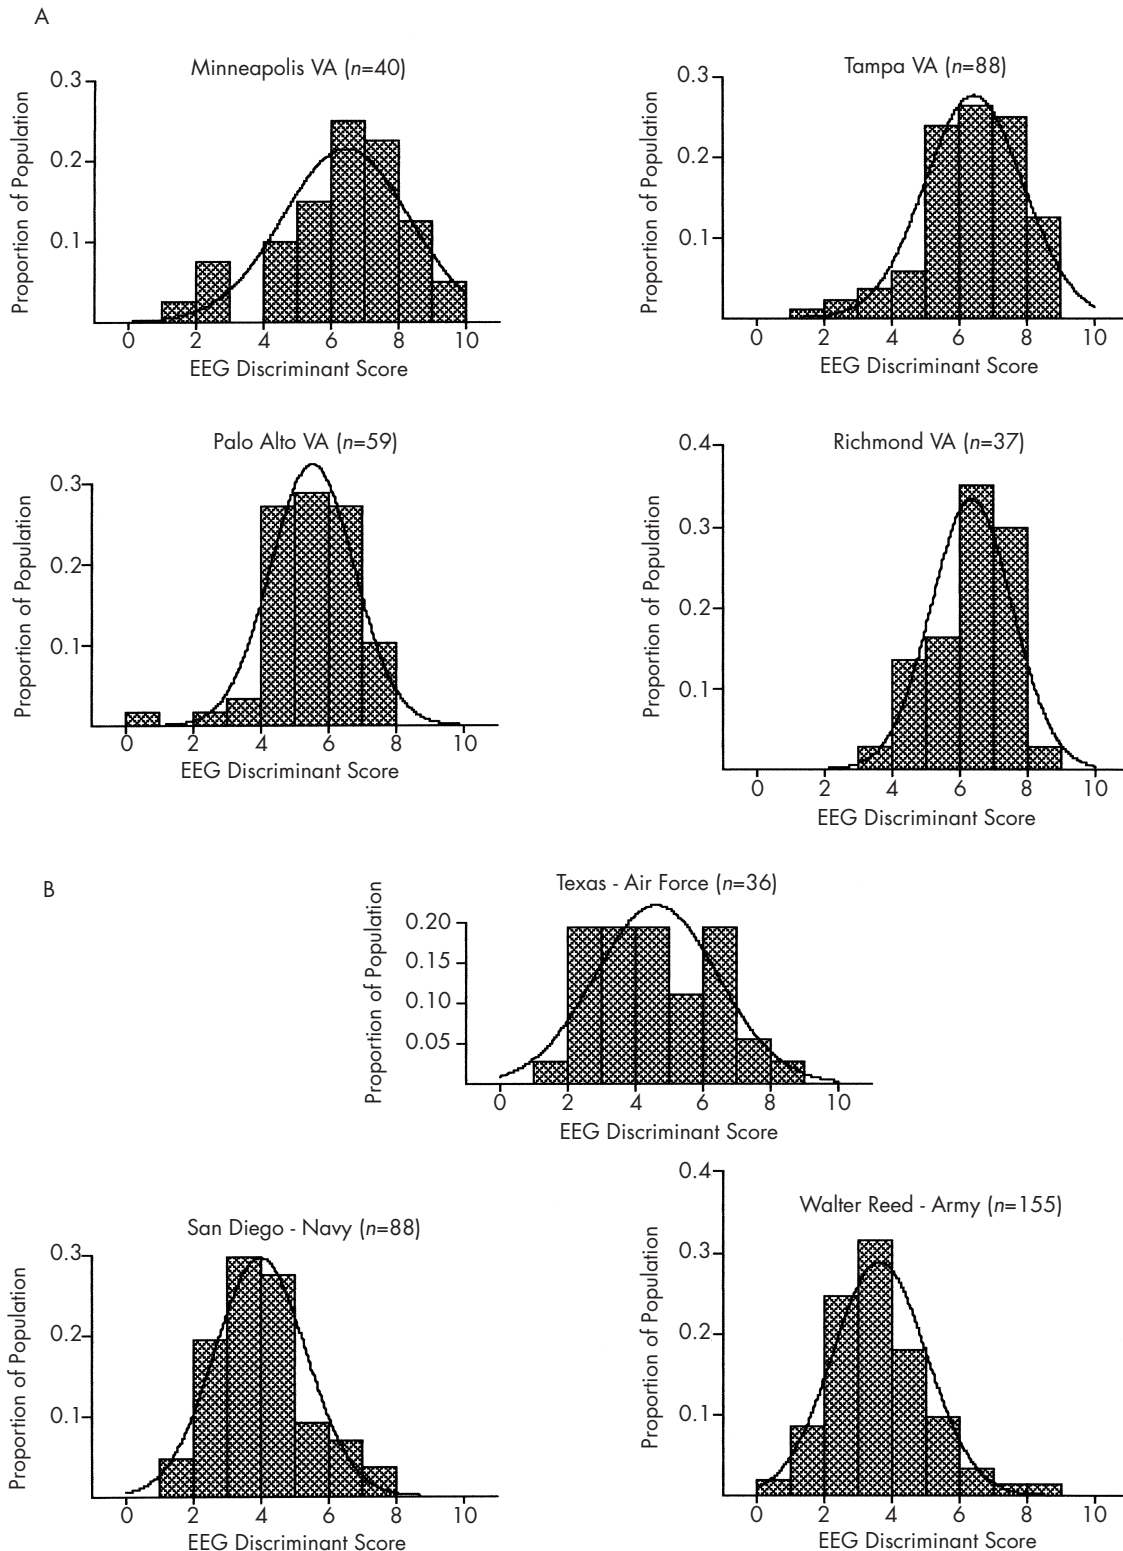 A
Minneapolis VA (n=40)
Proportion of Population
0.3
0.2
0.1
0 2 4 6 8 10
EEG Discriminant Score
Tampa VA (n=88)
Proportion of Population
0.3
0.2
0.1
0 2 4 6 8 10
EEG Discriminant Score
Palo Alto VA (n=59)
Proportion of Population
0.3
0.2
0.1
0 2 4 6 8 10
EEG Discriminant Score
Richmond VA (n=37)
Proportion of Population
0.4
0.3
0.2
0.1
0 2 4 6 8 10
EEG Discriminant Score
B
Texas - Air Force (n=36)
Proportion of Population
0.20
0.15
0.10
0.05
0 2 4 6 8 10
EEG Discriminant Score
San Diego - Navy (n=88)
Proportion of Population
0.3
0.2
0.1
0 2 4 6 8 10
EEG Discriminant Score
Walter Reed - Army (n=155)
Proportion of Population
0.4
0.3
0.2
0.1
0 2 4 6 8 10
EEG Discriminant Score